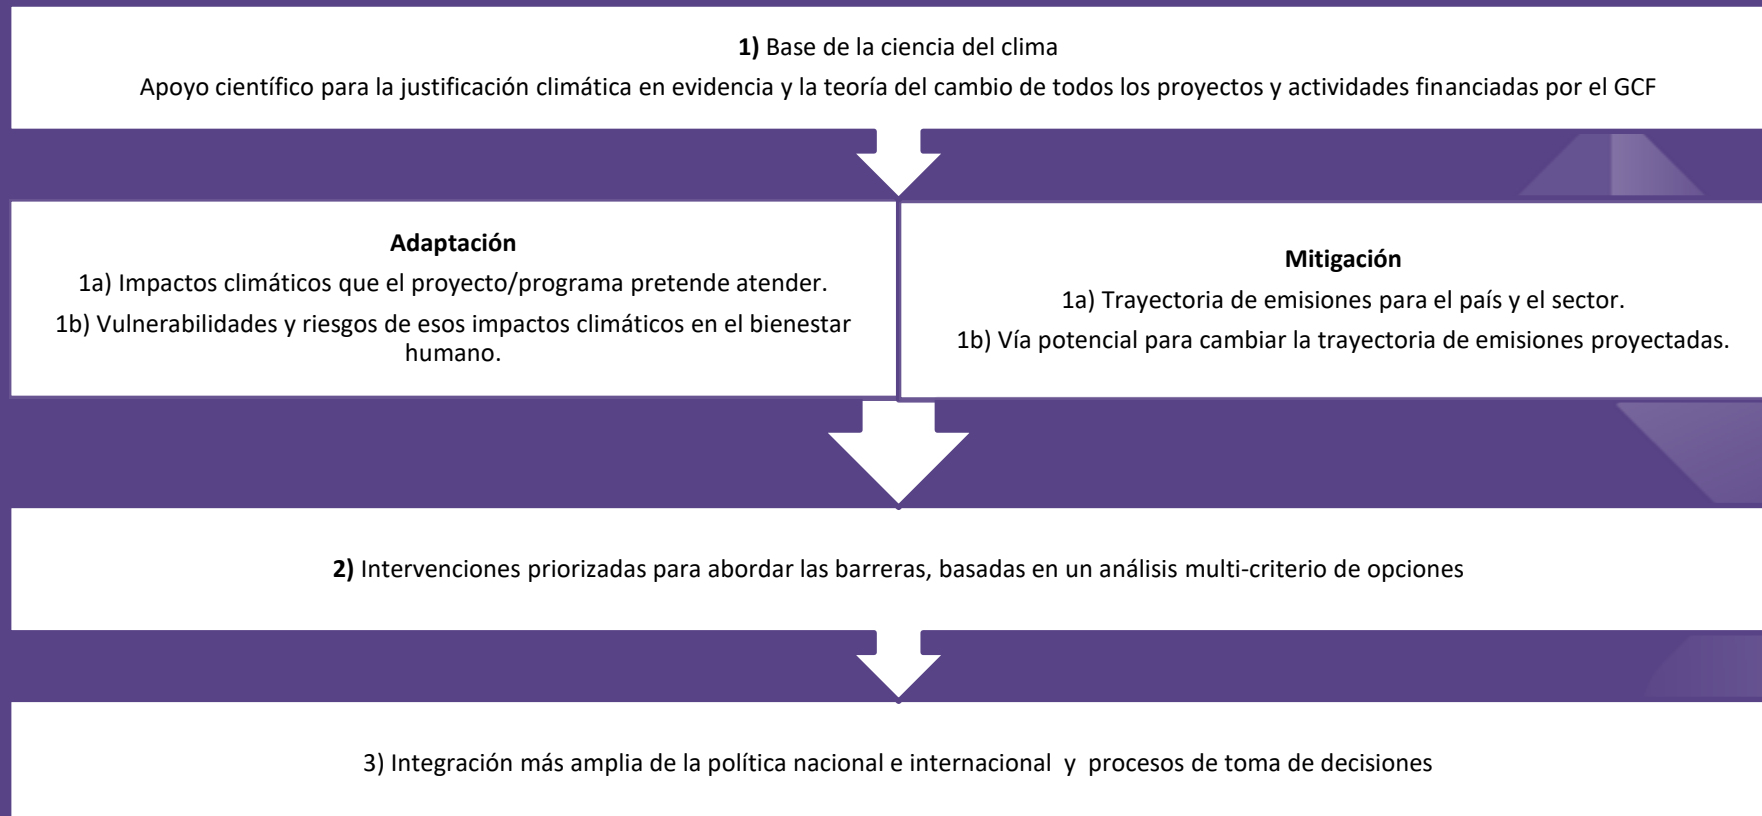 1) Base de la ciencia del clima
Apoyo científico para la justificación climática en evidencia y la teoría del cambio de todos los proyectos y actividades financiadas por el GCF
Adaptación
1a) Impactos climáticos que el proyecto/programa pretende atender.
1b) Vulnerabilidades y riesgos de esos impactos climáticos en el bienestar
humano.
Mitigación
1a) Trayectoria de emisiones para el país y el sector.
1b) Vía potencial para cambiar la trayectoria de emisiones proyectadas.
2) Intervenciones priorizadas para abordar las barreras, basadas en un análisis multi-criterio de opciones
3) Integración más amplia de la política nacional e internacional  y  procesos de toma de decisiones